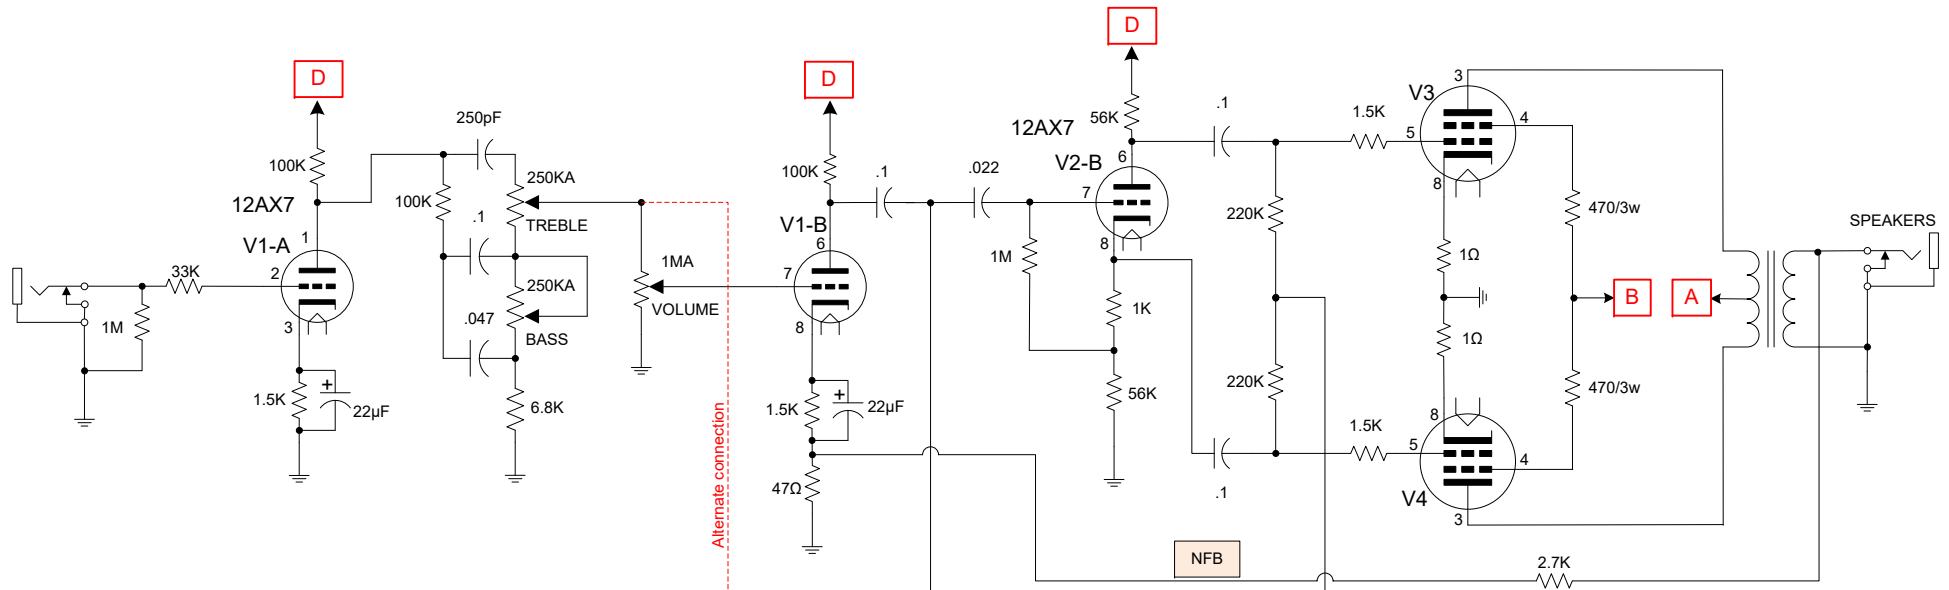 D
100K
12AX7
V1-A
1
2
3
33K
1M
1.5K
+
22µF
250pF
100K
250KA
TREBLE
.1
250KA
BASS
.047
6.8K
1MA
VOLUME
Alternate connection
D
100K
V1-B
6
7
8
1.5K
+
22µF
47Ω
.1
.022
D
56K
12AX7
V2-B
6
7
8
1M
1K
56K
.1
220K
220K
.1
1.5K
V3
3
4
5
8
1Ω
1Ω
470/3w
470/3w
B
A
1.5K
V4
8
5
4
3
SPEAKERS
NFB
2.7K